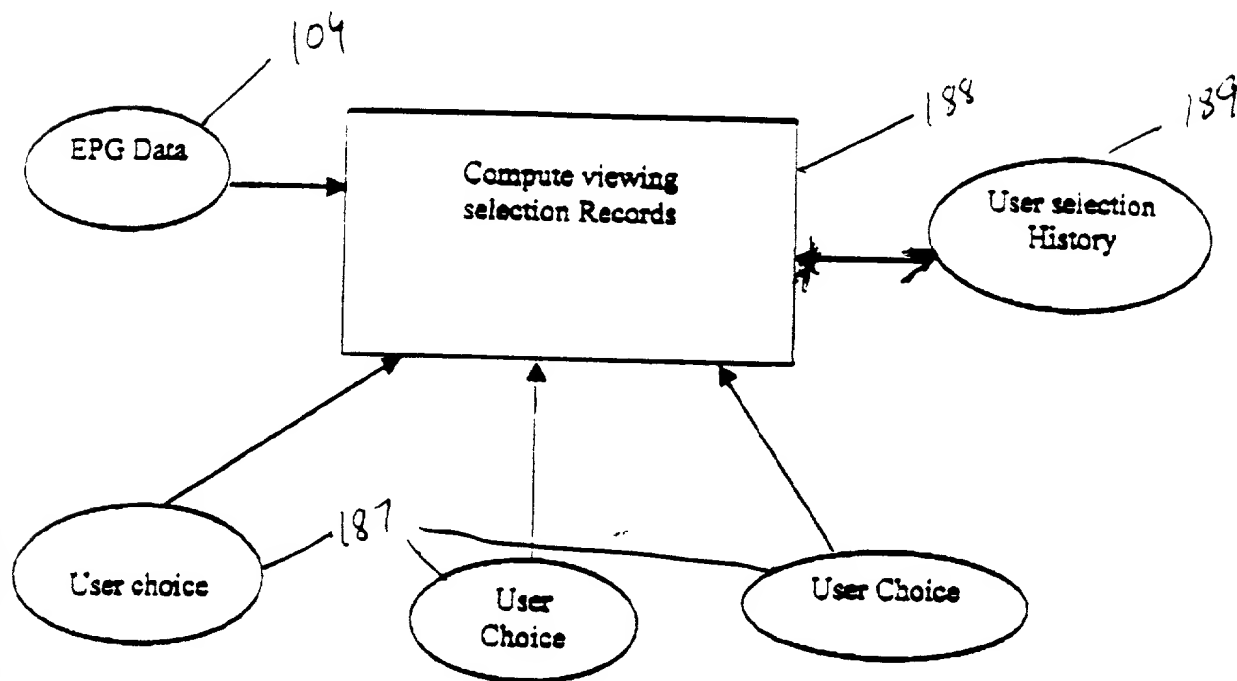 104
EPG Data
188
189
Compute viewing
selection Records
User selection
History
187
User choice
User
Choice
User Choice